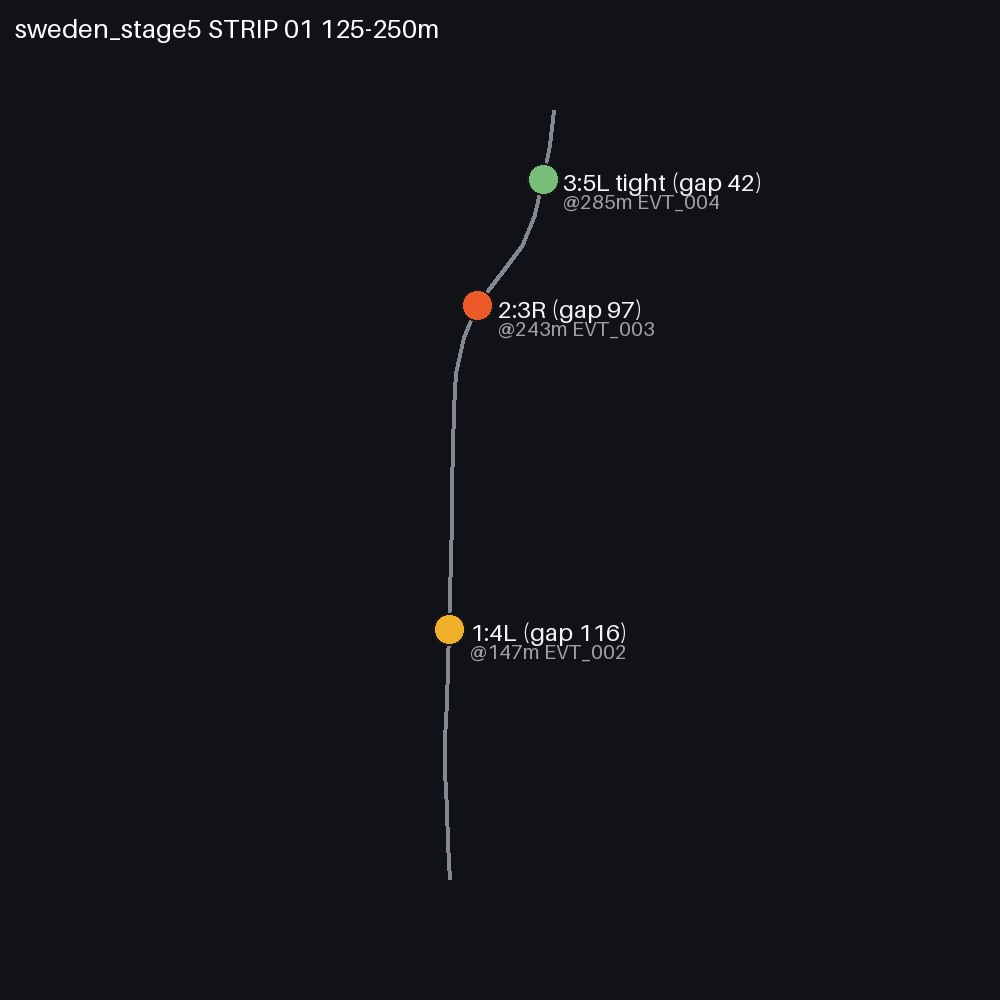 sweden_stage5 STRIP 01 125-250m
3:5L tight (gap 42)
@285m EVT_004
2:3R (gap 97)
@243m EVT_003
1:4L (gap 116)
@147m EVT_002